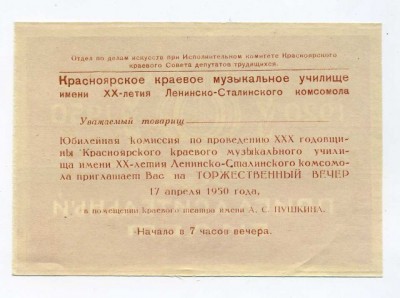 Отдел по делам искусств при Исполнительном комитете Красноярского
краевого Совета депутатов трудящихся.
Красноярское краевое музыкальное училище
имени XX-летия Ленинско-Сталинского комсомола
Уважаемый товарищ
Юбилейная комиссия по проведению XXX годовщи-
ны Красноярского краевого музыкального учили-
ща имени XX-летия Ленинско-Сталинского комсомо-
ла приглашает Вас на ТОРЖЕСТВЕННЫЙ ВЕЧЕР
17 апреля 1950 года,
в помещении краевого театра имени А. С. ПУШКИНА.
Начало в 7 часов вечера.